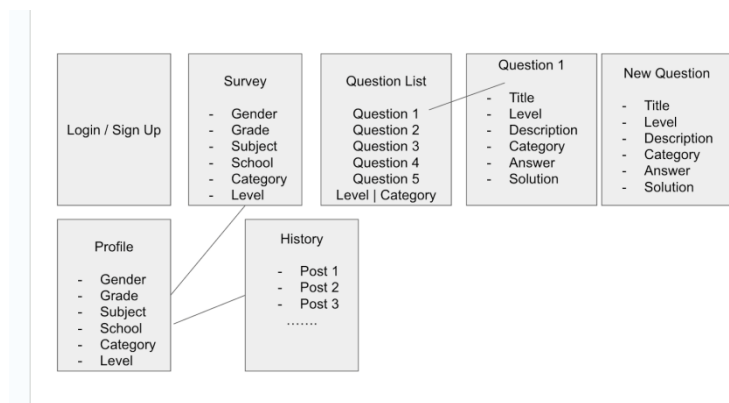 Login / Sign Up
Survey
- Gender
- Grade
- Subject
- School
- Category
- Level
Question List
Question 1
Question 2
Question 3
Question 4
Question 5
Level | Category
Question 1
- Title
- Level
- Description
- Category
- Answer
- Solution
New Question
- Title
- Level
- Description
- Category
- Answer
- Solution
Profile
- Gender
- Grade
- Subject
- School
- Category
- Level
History
- Post 1
- Post 2
- Post 3
.......